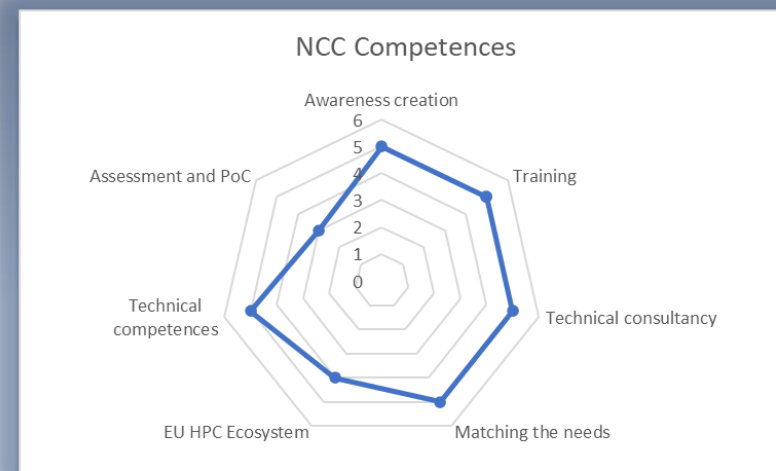 NCC Competences
Awareness creation
6
5
4
3
2
1
0
Assessment and PoC
Training
Technical
competences
Technical consultancy
EU HPC Ecosystem
Matching the needs